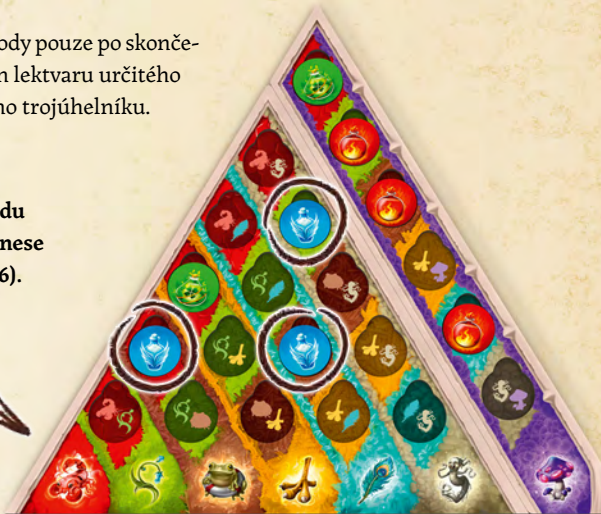 ody pouze po skonče-
n lektvaru určitého
ho trojúhelníku.
du
nese
6).